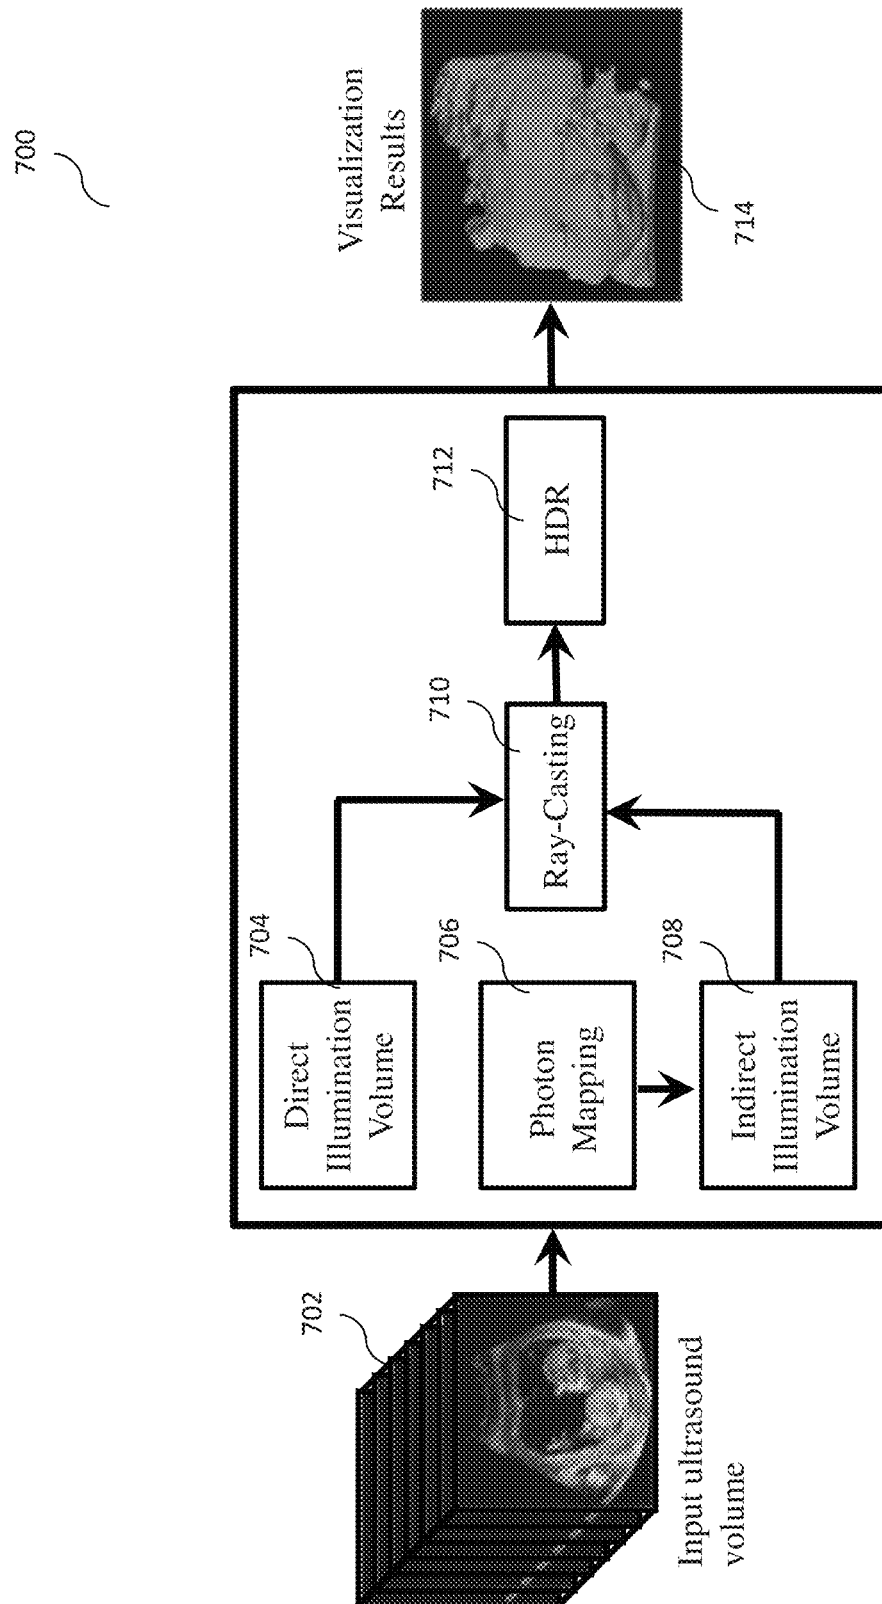 700
702
Input ultrasound
volume
704
Direct
Illumination
Volume
706
Photon
Mapping
708
Indirect
Illumination
Volume
710
Ray-Casting
712
HDR
Visualization
Results
714